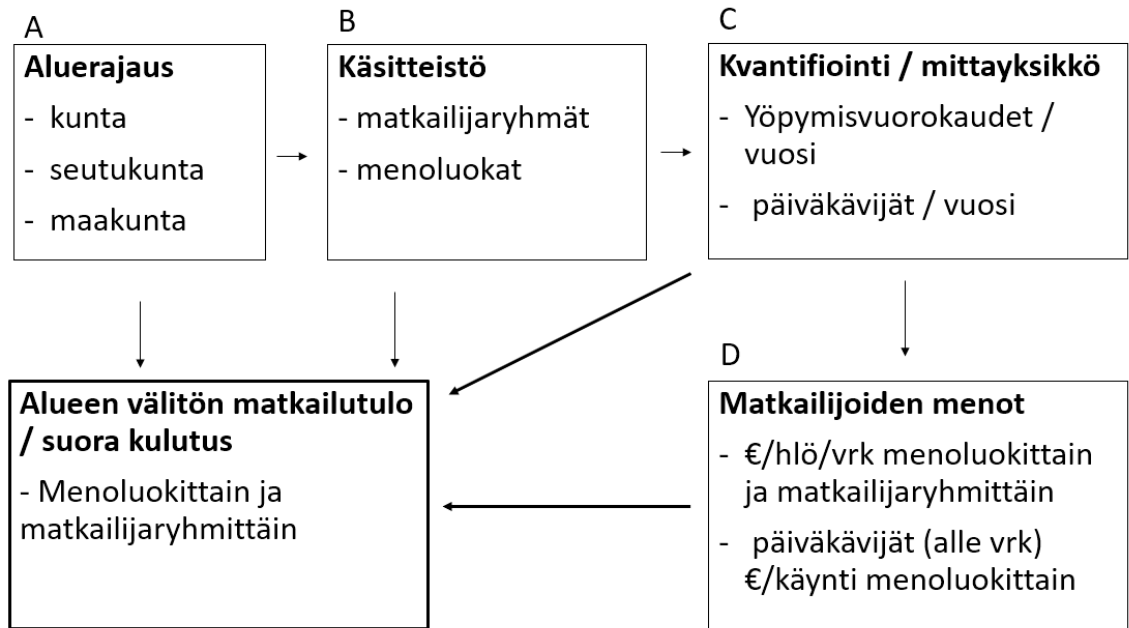 A
Aluerajaus
- kunta
- seutukunta
- maakunta
B
Käsitteistö
- matkailijaryhmät
- menoluokat
C
Kvantifiointi / mittayksikkö
- Yöpymisvuorokaudet /
vuosi
- päiväkävijät / vuosi
Alueen välitön matkailutulo
/ suora kulutus
- Menoluokittain ja
matkailijaryhmittäin
D
Matkailijoiden menot
- €/hlö/vrk menoluokittain
ja matkailijaryhmittäin
- päiväkävijät (alle vrk)
€/käynti menoluokittain